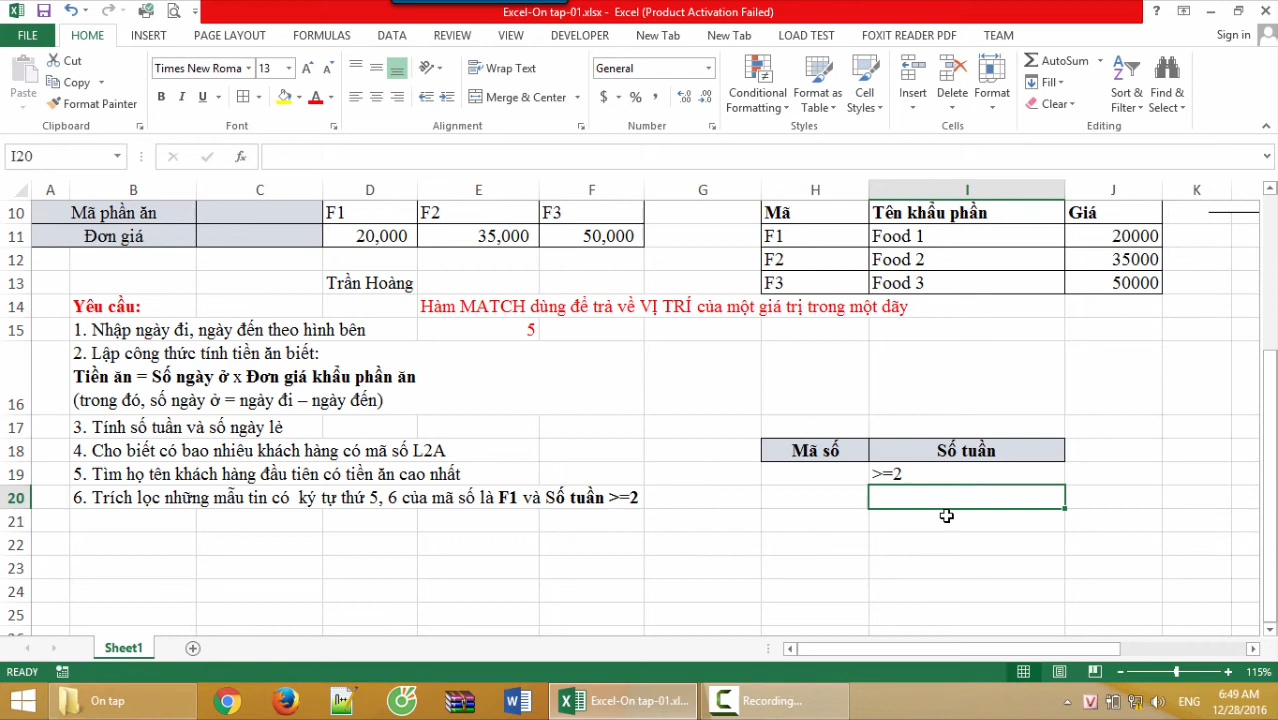 Excel-On tap-01.xlsx - Excel (Product Activation Failed)
FILE HOME INSERT PAGE LAYOUT FORMULAS DATA REVIEW VIEW DEVELOPER New Tab New Tab LOAD TEST FOXIT READER PDF TEAM Sign in
Cut
Copy
Format Painter
Paste
Clipboard
Times New Roma 13
B I U A
Font
Wrap Text
Merge & Center
Alignment
General
$ % ,
Number
Conditional Formatting
Format as Table
Cell Styles
Styles
Insert Delete Format
Cells
AutoSum
Fill
Clear
Sort & Filter
Find & Select
Editing
I20 fx
A B C D E F G H I J K
10 Mã phần ăn F1 F2 F3 Mã Tên khẩu phần Giá
11 Đơn giá 20,000 35,000 50,000 F1 Food 1 20000
12 F2 Food 2 35000
13 Trần Hoàng F3 Food 3 50000
14 Yêu cầu: Hàm MATCH dùng để trả về VỊ TRÍ của một giá trị trong một dãy
15 1. Nhập ngày đi, ngày đến theo hình bên 5
2. Lập công thức tính tiền ăn biết:
Tiền ăn = Số ngày ở x Đơn giá khẩu phần ăn
16 (trong đó, số ngày ở = ngày đi – ngày đến)
17 3. Tính số tuần và số ngày lẻ
18 4. Cho biết có bao nhiêu khách hàng có mã số L2A Mã số Số tuần
19 5. Tìm họ tên khách hàng đầu tiên có tiền ăn cao nhất >=2
20 6. Trích lọc những mẫu tin có ký tự thứ 5, 6 của mã số là F1 và Số tuần >=2
21
22
23
24
25
Sheet1
READY 115%
On tap
Excel-On tap-01.xl...
Recording...
ENG
6:49 AM
12/28/2016